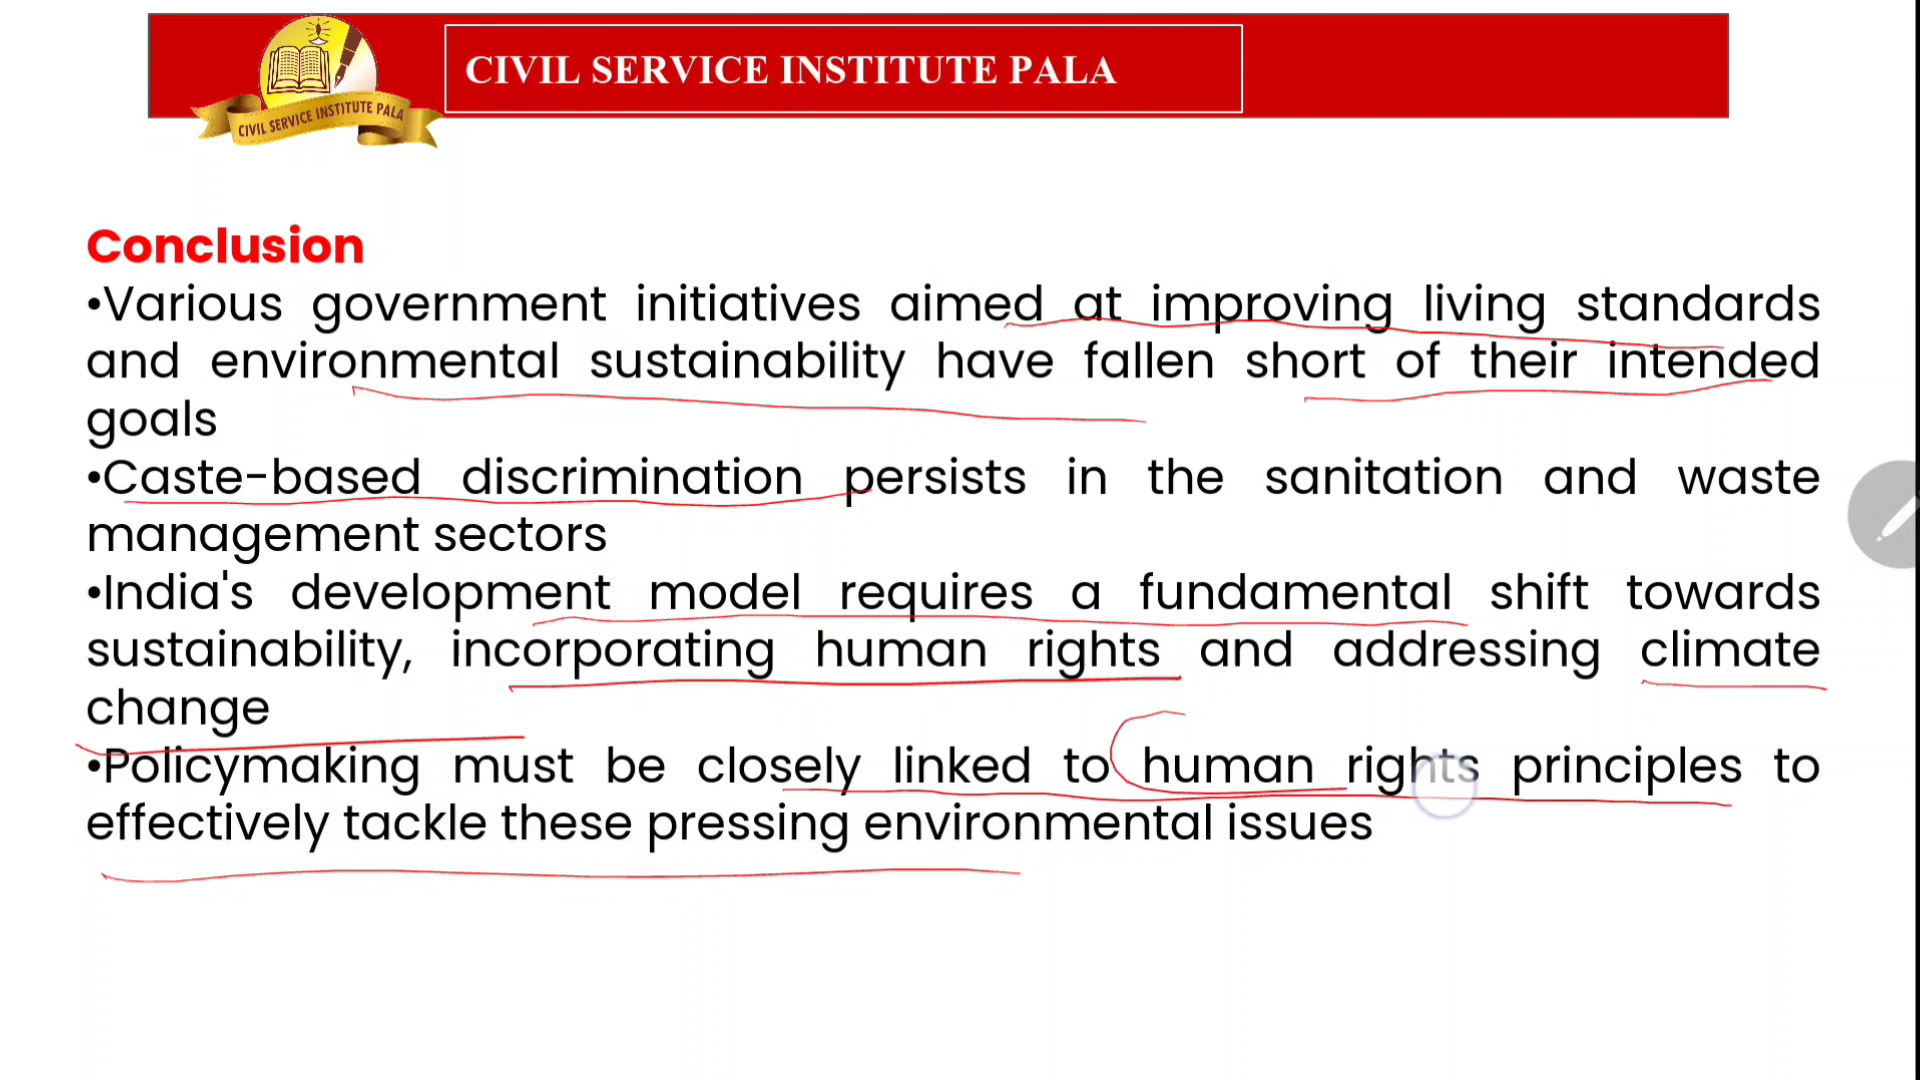 CIVIL SERVICE INSTITUTE PALA
CIVIL SERVICE INSTITUTE PALA
Conclusion
•Various government initiatives aimed at improving living standards
and environmental sustainability have fallen short of their intended
goals
•Caste-based discrimination persists in the sanitation and waste
management sectors
•India's development model requires a fundamental shift towards
sustainability, incorporating human rights and addressing climate
change
•Policymaking must be closely linked to human rights principles to
effectively tackle these pressing environmental issues